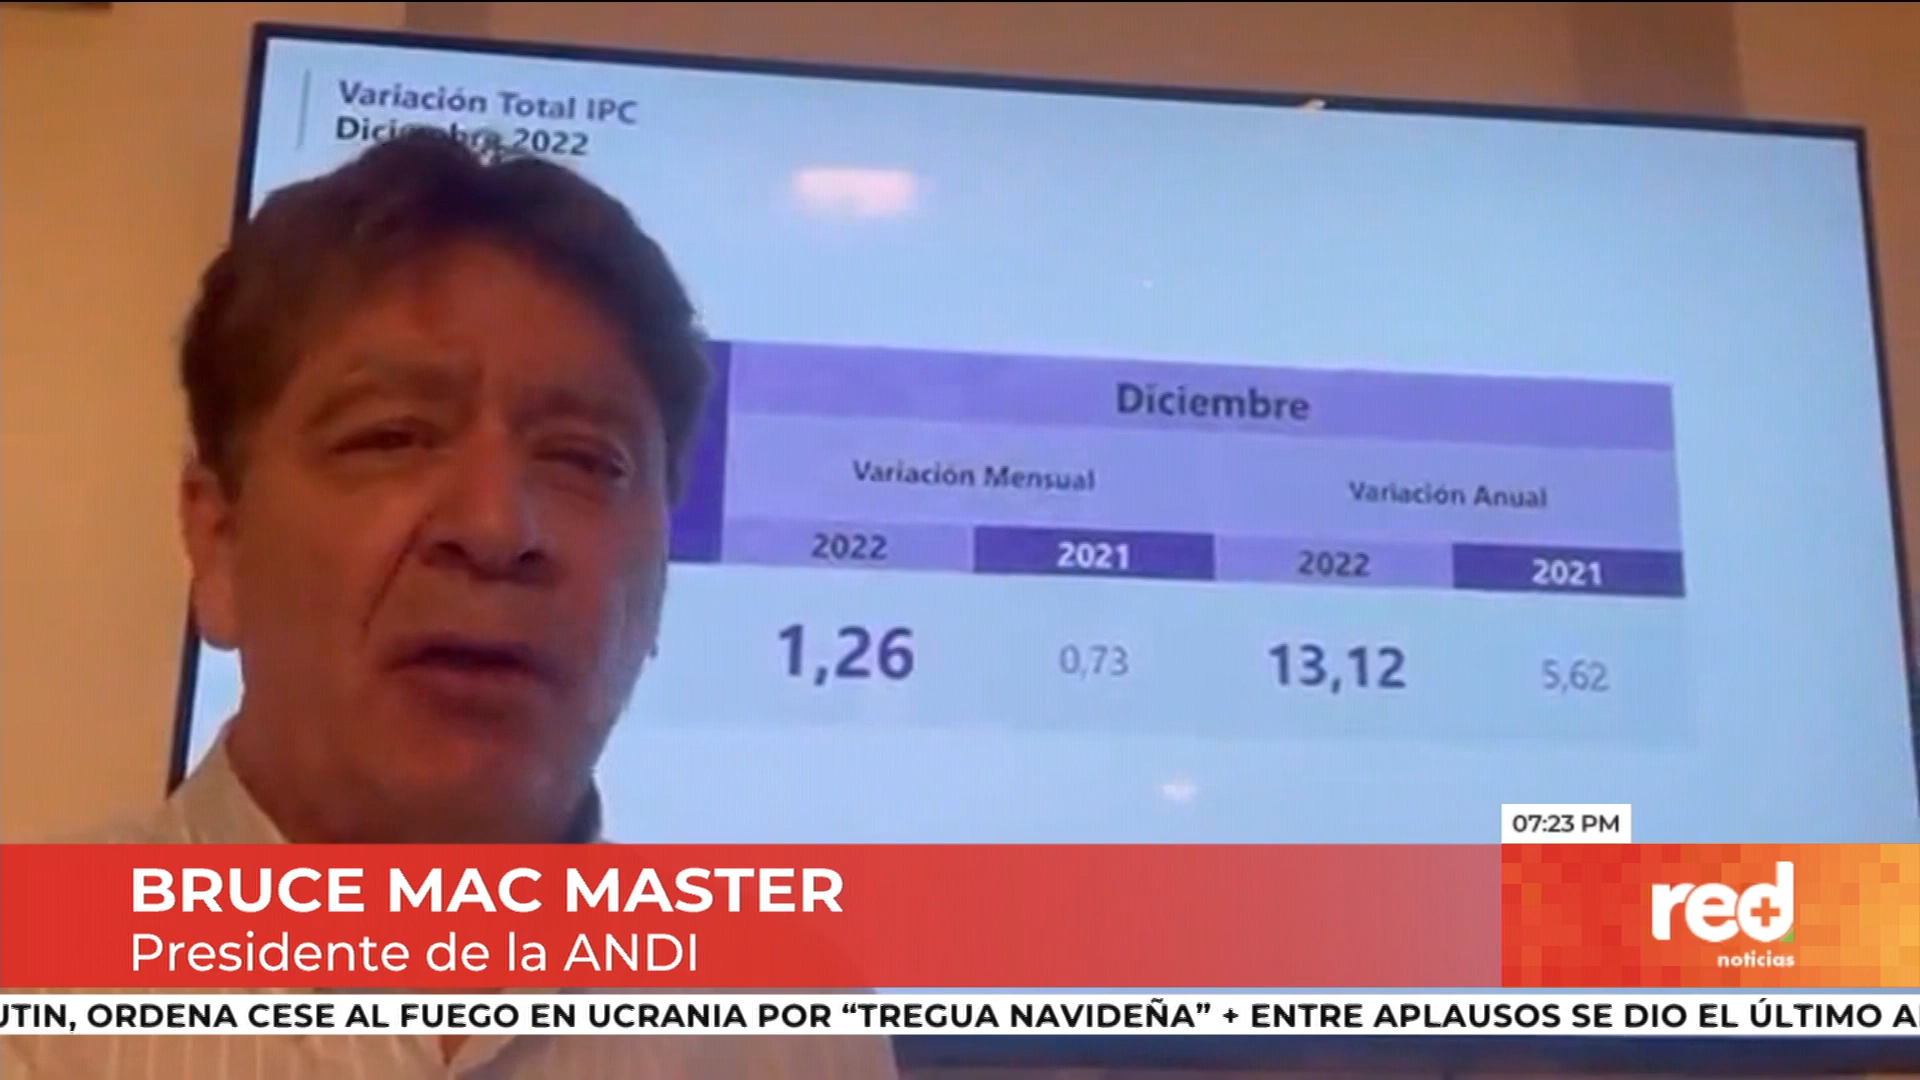 Variación Total IPC
Diciembre 2022
Diciembre
Variación Mensual
Variación Anual
2022
2021
2022
2021
1,26
0,73
13,12
5,62
07:23 PM
BRUCE MAC MASTER
Presidente de la ANDI
red+
noticias
UTIN, ORDENA CESE AL FUEGO EN UCRANIA POR “TREGUA NAVIDEÑA” + ENTRE APLAUSOS SE DIO EL ÚLTIMO